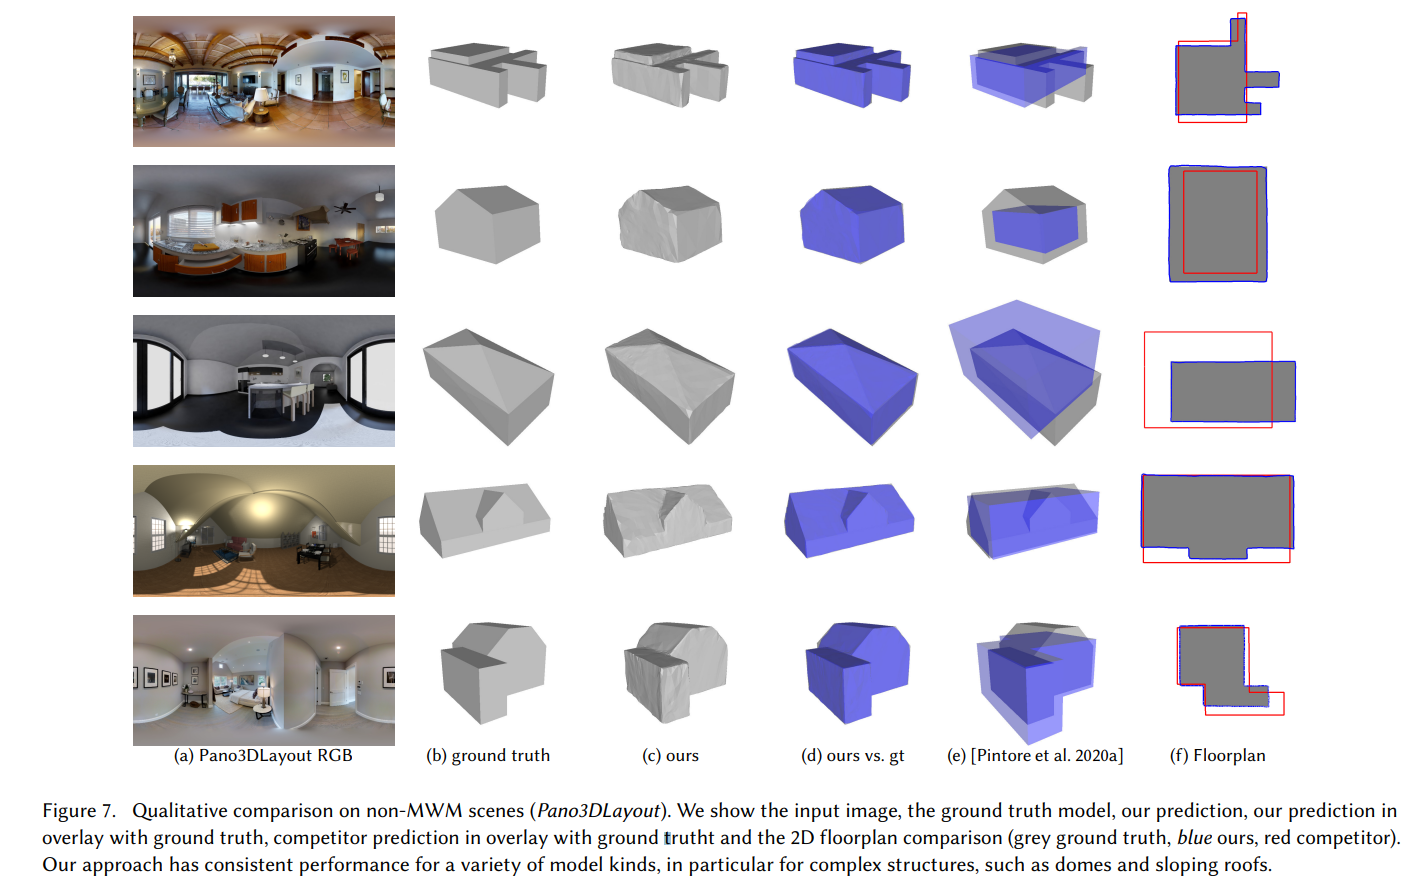 (a) Pano3DLayout RGB
(b) ground truth
(c) ours
(d) ours vs. gt
(e) [Pintore et al. 2020a]
(f) Floorplan
Figure 7. Qualitative comparison on non-MWM scenes (Pano3DLayout). We show the input image, the ground truth model, our prediction, our prediction in
overlay with ground truth, competitor prediction in overlay with ground trutht and the 2D floorplan comparison (grey ground truth, blue ours, red competitor).
Our approach has consistent performance for a variety of model kinds, in particular for complex structures, such as domes and sloping roofs.